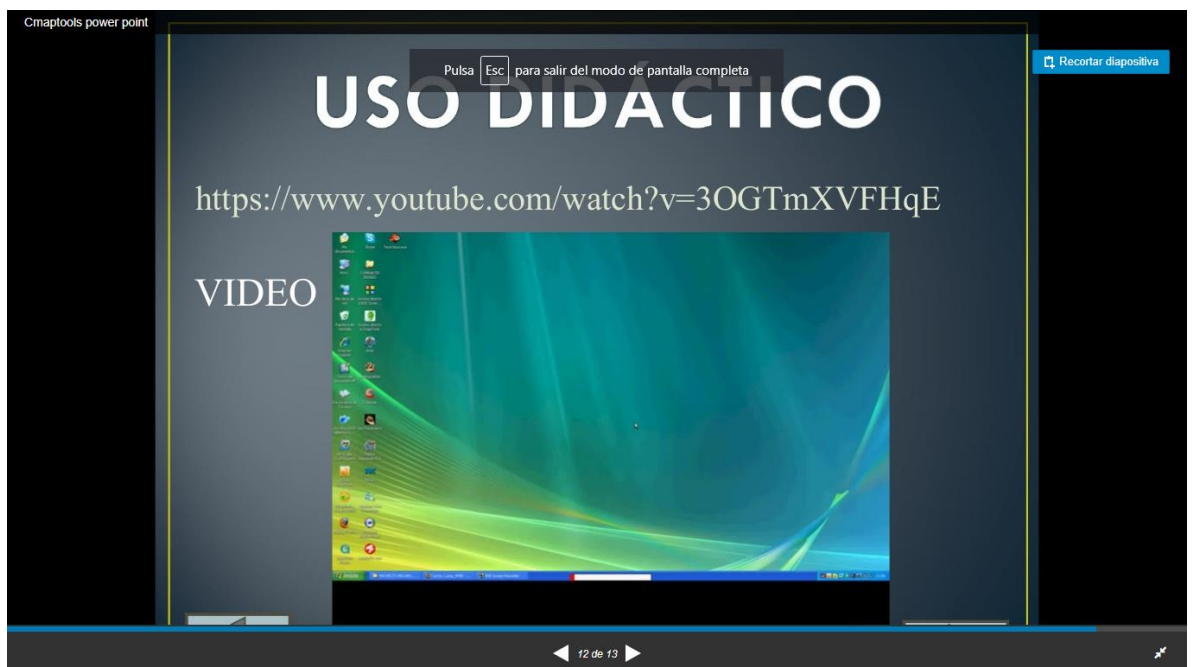 Cmaptools power point
Pulsa Esc para salir del modo de pantalla completa
Recortar diapositiva
USO DIDÁCTICO
https://www.youtube.com/watch?v=3OGTmXVFHqE
VIDEO
12 de 13